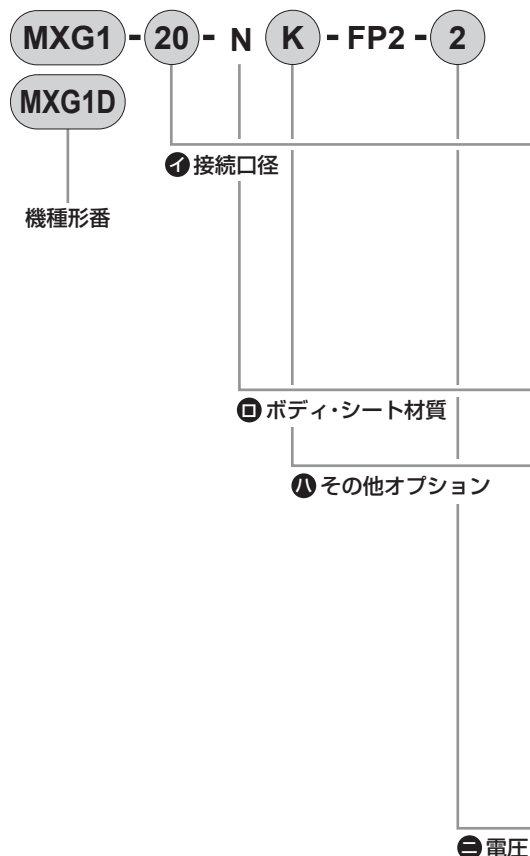 MXG1 - 20 - N K - FP2 - 2
MXG1D
イ 接続口径
機種形番
ロ ボディ・シート材質
ハ その他オプション
ニ 電圧